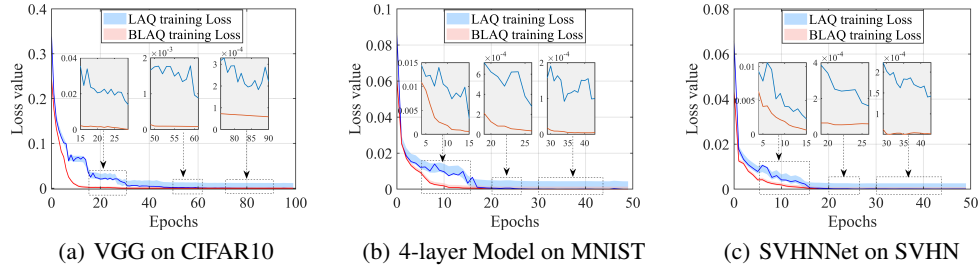 (a)
0.4
0.3
0.2
0.1
0
Loss value
0 20 40 60 80 100
Epochs
LAQ training Loss
BLAQ training Loss
0.04
0.02
0
15 20 25
×10⁻³
2
1
0
50 55 60
×10⁻⁴
3
2
1
0
80 85 90
(a) VGG on CIFAR10
(b)
0.1
0.08
0.06
0.04
0.02
0
Loss value
0 10 20 30 40 50
Epochs
LAQ training Loss
BLAQ training Loss
0.015
0.01
0.005
0
5 10 15
×10⁻⁴
6
4
2
0
20 25
×10⁻⁴
2
1
0
30 35 40
(b) 4-layer Model on MNIST
(c)
0.08
0.06
0.04
0.02
0
Loss value
0 10 20 30 40 50
Epochs
LAQ training Loss
BLAQ training Loss
0.01
0.005
0
5 10 15
×10⁻⁴
4
2
0
20 25
×10⁻⁴
2
1.5
1
0.5
30 35 40
(c) SVHNNet on SVHN